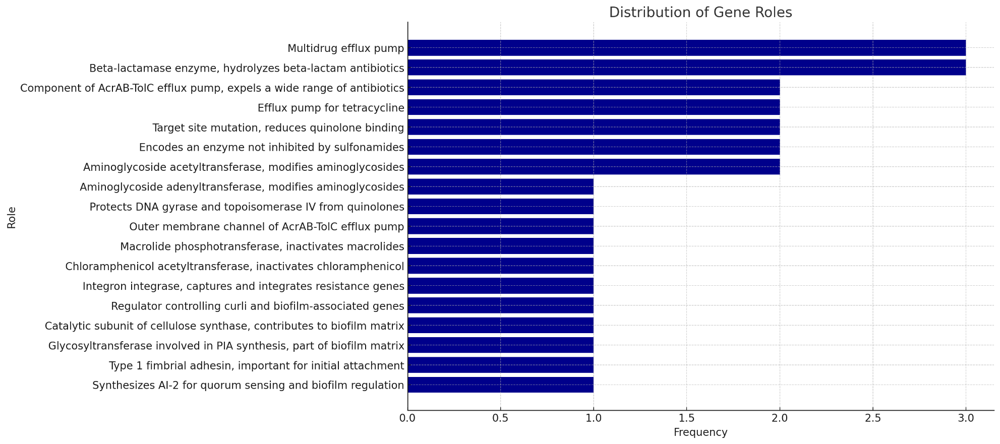 Distribution of Gene Roles
Multidrug efflux pump
Beta-lactamase enzyme, hydrolyzes beta-lactam antibiotics
Component of AcrAB-TolC efflux pump, expels a wide range of antibiotics
Efflux pump for tetracycline
Target site mutation, reduces quinolone binding
Encodes an enzyme not inhibited by sulfonamides
Aminoglycoside acetyltransferase, modifies aminoglycosides
Aminoglycoside adenyltransferase, modifies aminoglycosides
Protects DNA gyrase and topoisomerase IV from quinolones
Outer membrane channel of AcrAB-TolC efflux pump
Macrolide phosphotransferase, inactivates macrolides
Chloramphenicol acetyltransferase, inactivates chloramphenicol
Integron integrase, captures and integrates resistance genes
Regulator controlling curli and biofilm-associated genes
Catalytic subunit of cellulose synthase, contributes to biofilm matrix
Glycosyltransferase involved in PIA synthesis, part of biofilm matrix
Type 1 fimbrial adhesin, important for initial attachment
Synthesizes AI-2 for quorum sensing and biofilm regulation
Role
0.0 0.5 1.0 1.5 2.0 2.5 3.0
Frequency